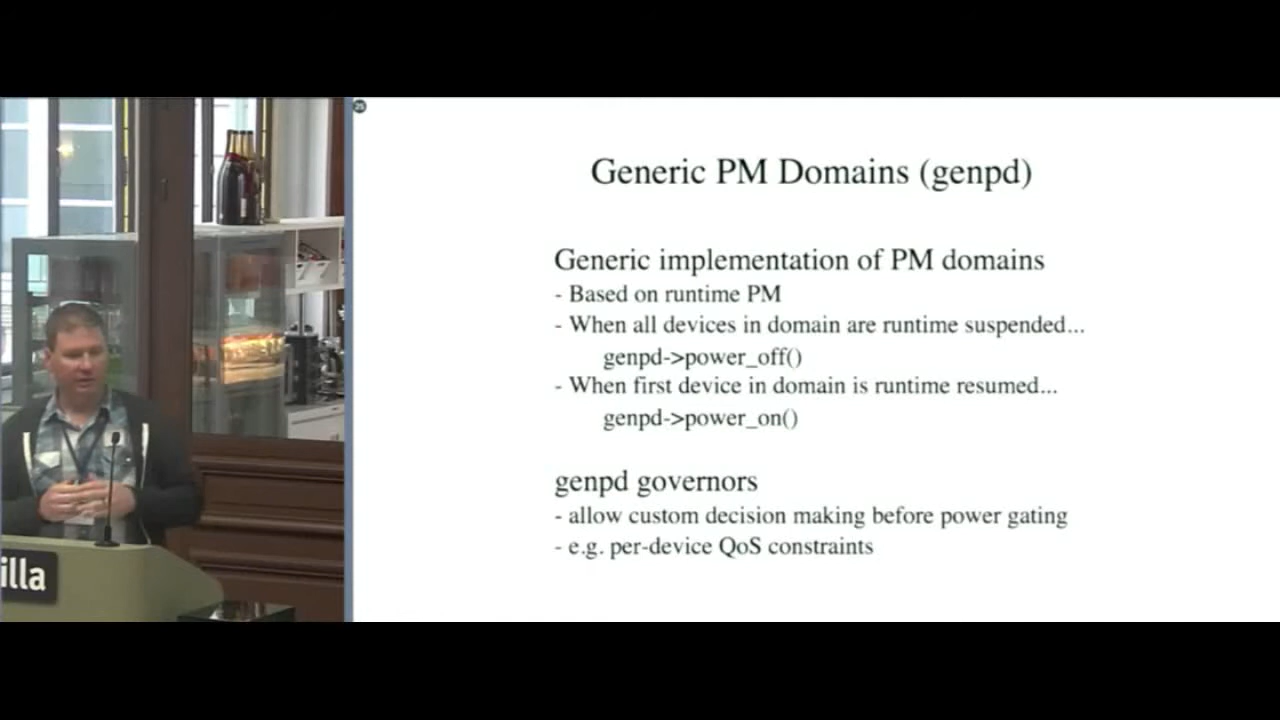 25
Generic PM Domains (genpd)
Generic implementation of PM domains
- Based on runtime PM
- When all devices in domain are runtime suspended...
genpd->power_off()
- When first device in domain is runtime resumed...
genpd->power_on()
genpd governors
- allow custom decision making before power gating
- e.g. per-device QoS constraints
illa